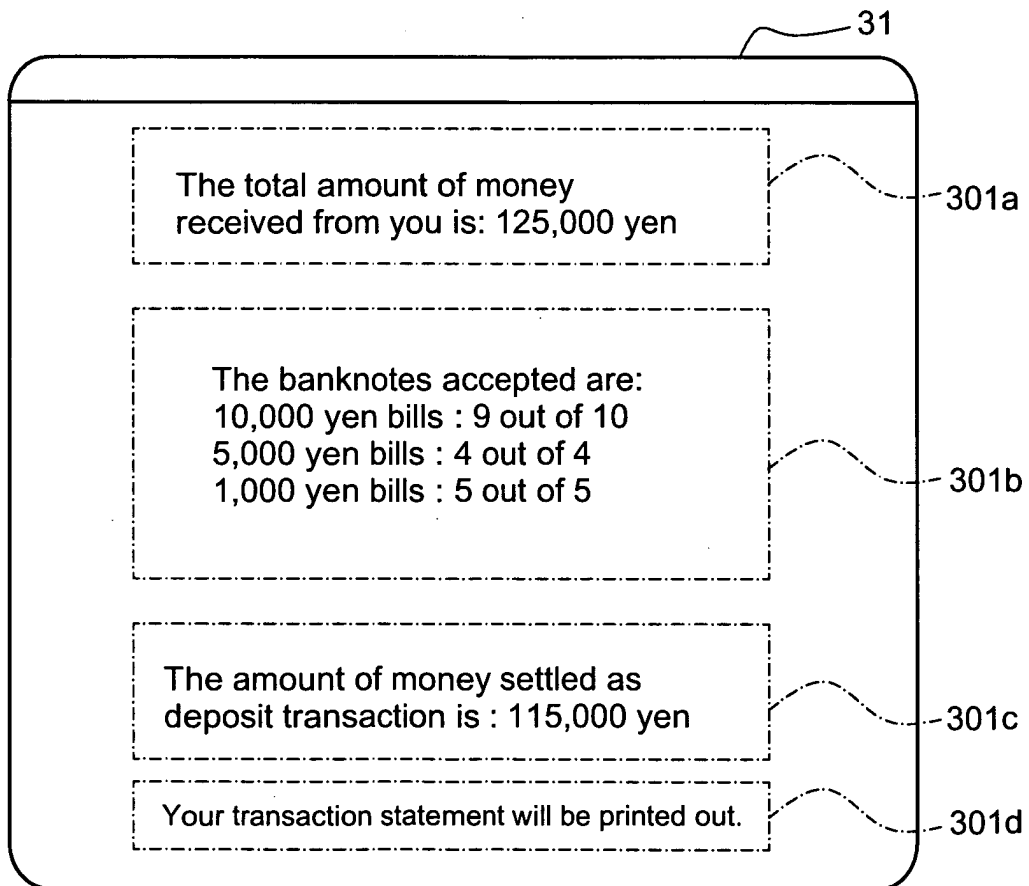 31
The total amount of money
received from you is: 125,000 yen
301a
The banknotes accepted are:
10,000 yen bills : 9 out of 10
5,000 yen bills : 4 out of 4
1,000 yen bills : 5 out of 5
301b
The amount of money settled as
deposit transaction is : 115,000 yen
301c
Your transaction statement will be printed out.
301d